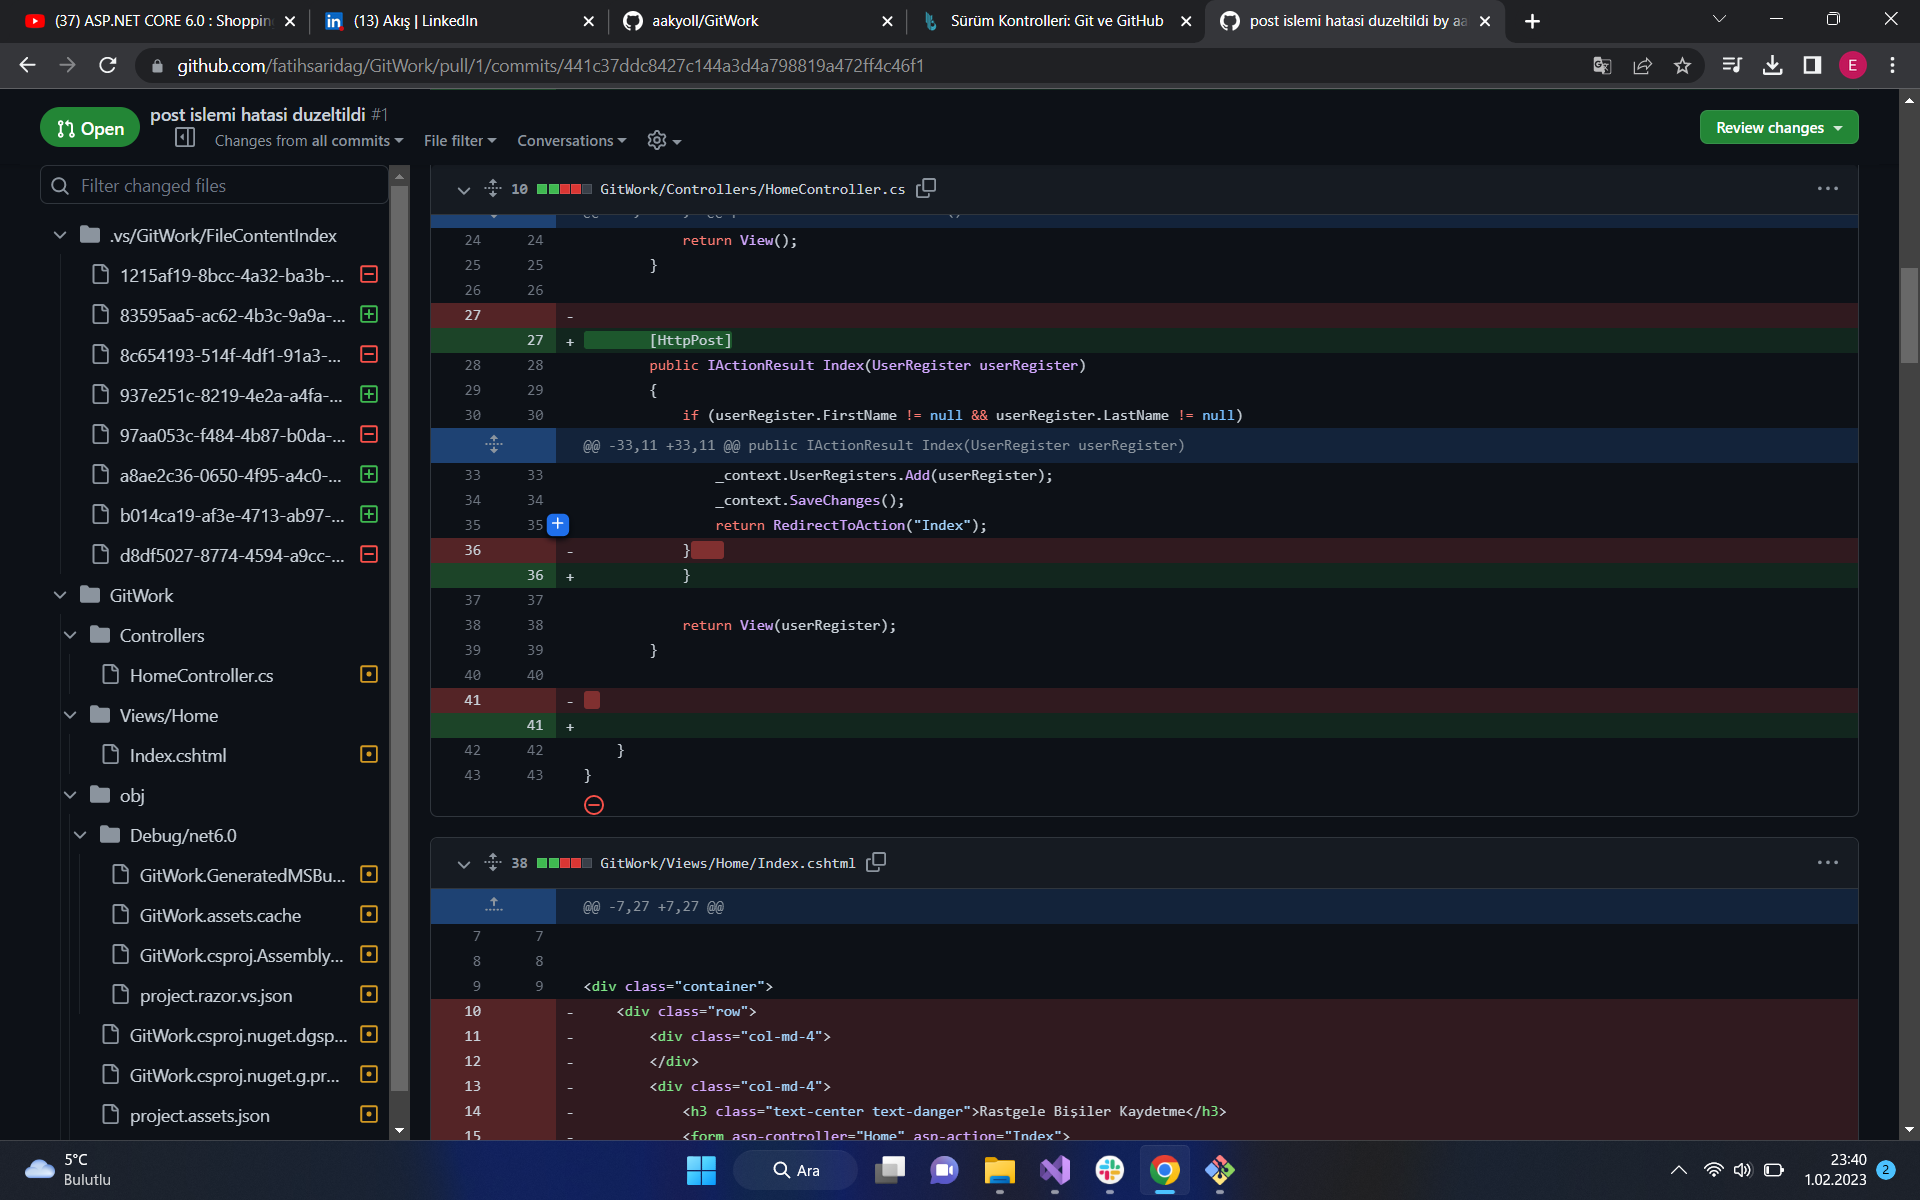 (37) ASP.NET CORE 6.0 : Shopping
(13) Akış | LinkedIn
aakyoll/GitWork
Sürüm Kontrolleri: Git ve GitHub
post islemi hatasi duzeltildi by aa
github.com/fatihsaridag/GitWork/pull/1/commits/441c37ddc8427c144a3d4a798819a472ff4c46f1
E
Open
post islemi hatasi duzeltildi #1
Changes from all commits
File filter
Conversations
Review changes
Filter changed files
.vs/GitWork/FileContentIndex
1215af19-8bcc-4a32-ba3b-...
83595aa5-ac62-4b3c-9a9a-...
8c654193-514f-4df1-91a3-...
937e251c-8219-4e2a-a4fa-...
97aa053c-f484-4b87-b0da-...
a8ae2c36-0650-4f95-a4c0-...
b014ca19-af3e-4713-ab97-...
d8df5027-8774-4594-a9cc-...
GitWork
Controllers
HomeController.cs
Views/Home
Index.cshtml
obj
Debug/net6.0
GitWork.GeneratedMSBu...
GitWork.assets.cache
GitWork.csproj.Assembly...
project.razor.vs.json
GitWork.csproj.nuget.dgsp...
GitWork.csproj.nuget.g.pr...
project.assets.json
10 GitWork/Controllers/HomeController.cs
24 24 return View();
25 25 }
26 26
27 -
27 + [HttpPost]
28 28 public IActionResult Index(UserRegister userRegister)
29 29 {
30 30 if (userRegister.FirstName != null && userRegister.LastName != null)
@@ -33,11 +33,11 @@ public IActionResult Index(UserRegister userRegister)
33 33 _context.UserRegisters.Add(userRegister);
34 34 _context.SaveChanges();
35 35 + return RedirectToAction("Index");
36 - }
36 + }
37 37
38 38 return View(userRegister);
39 39 }
40 40
41 -
41 +
42 42 }
43 43 }
38 GitWork/Views/Home/Index.cshtml
@@ -7,27 +7,27 @@
7 7
8 8
9 9 <div class="container">
10 - <div class="row">
11 - <div class="col-md-4">
12 - </div>
13 - <div class="col-md-4">
14 - <h3 class="text-center text-danger">Rastgele Bişiler Kaydetme</h3>
15 - <form asp-controller="Home" asp-action="Index">
5°C
Bulutlu
Ara
23:40
1.02.2023
2